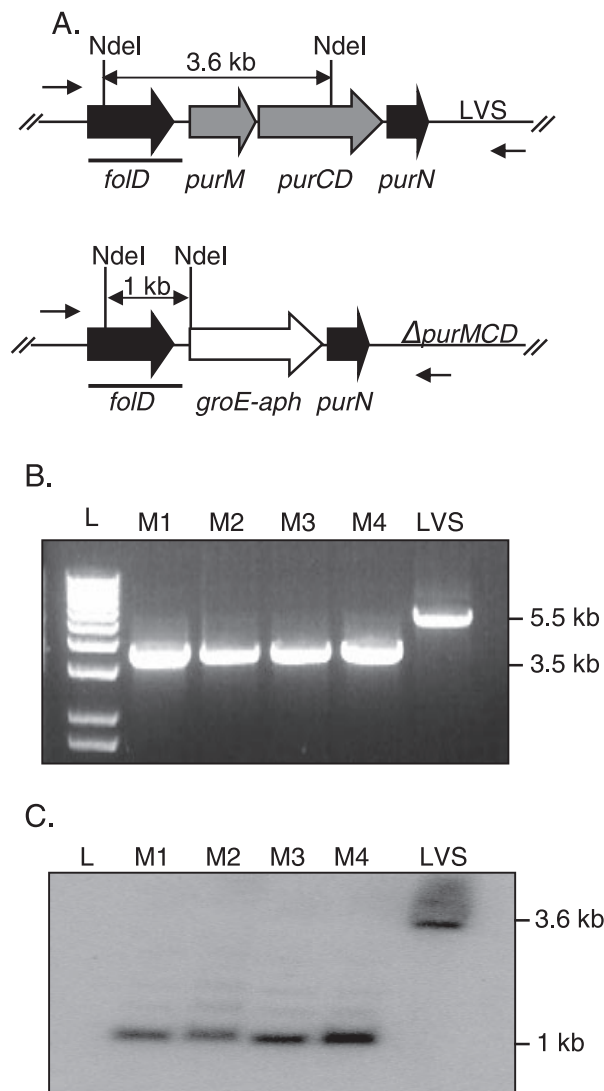 A.
NdeI NdeI
3.6 kb
LVS
folD purM purCD purN
NdeI NdeI
1 kb
ΔpurMCD
folD groE-aph purN
B.
L M1 M2 M3 M4 LVS
5.5 kb
3.5 kb
C.
L M1 M2 M3 M4 LVS
3.6 kb
1 kb